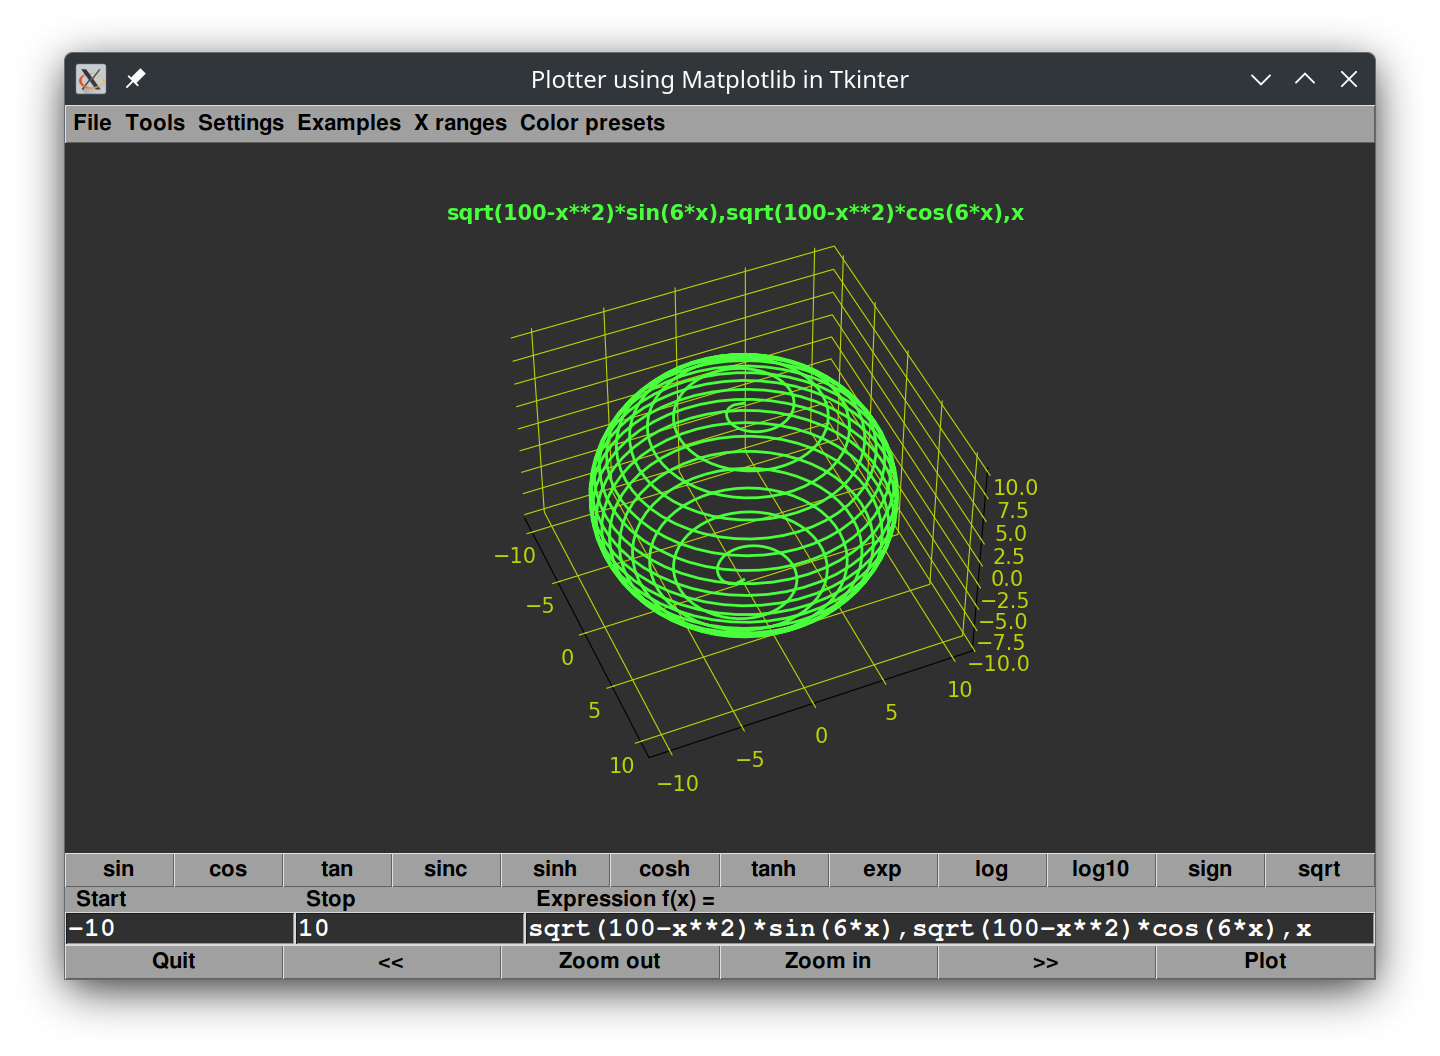 Plotter using Matplotlib in Tkinter
File Tools Settings Examples X ranges Color presets
sqrt(100-x**2)*sin(6*x),sqrt(100-x**2)*cos(6*x),x
10.0
7.5
5.0
2.5
0.0
−2.5
−5.0
−7.5
−10.0
−10
−5
0
5
10
−10
−5
0
5
10
sin cos tan sinc sinh cosh tanh exp log log10 sign sqrt
Start Stop Expression f(x) =
-10 10 sqrt(100-x**2)*sin(6*x),sqrt(100-x**2)*cos(6*x),x
Quit << Zoom out Zoom in >> Plot